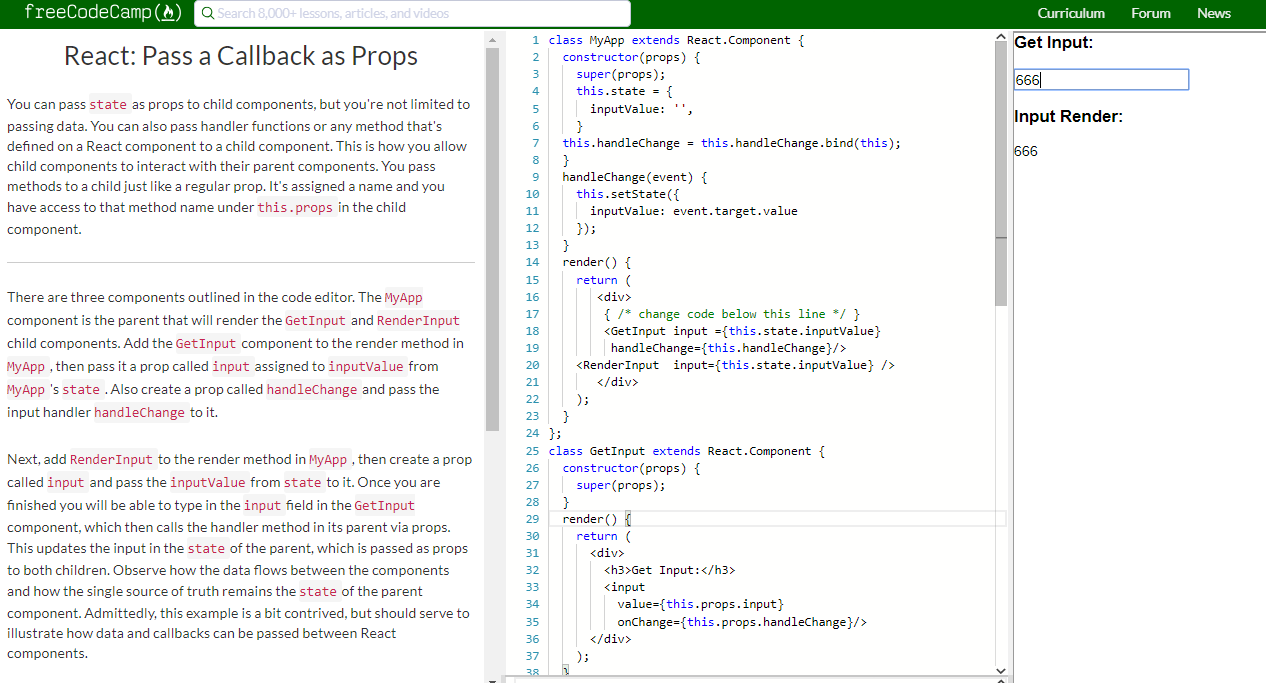 freeCodeCamp
Search 8,000+ lessons, articles, and videos
Curriculum Forum News
React: Pass a Callback as Props
You can pass state as props to child components, but you're not limited to
passing data. You can also pass handler functions or any method that's
defined on a React component to a child component. This is how you allow
child components to interact with their parent components. You pass
methods to a child just like a regular prop. It's assigned a name and you
have access to that method name under this.props in the child
component.
There are three components outlined in the code editor. The MyApp
component is the parent that will render the GetInput and RenderInput
child components. Add the GetInput component to the render method in
MyApp , then pass it a prop called input assigned to inputValue from
MyApp 's state . Also create a prop called handleChange and pass the
input handler handleChange to it.
Next, add RenderInput to the render method in MyApp , then create a prop
called input and pass the inputValue from state to it. Once you are
finished you will be able to type in the input field in the GetInput
component, which then calls the handler method in its parent via props.
This updates the input in the state of the parent, which is passed as props
to both children. Observe how the data flows between the components
and how the single source of truth remains the state of the parent
component. Admittedly, this example is a bit contrived, but should serve to
illustrate how data and callbacks can be passed between React
components.
1 class MyApp extends React.Component {
2 constructor(props) {
3 super(props);
4 this.state = {
5 inputValue: '',
6 }
7 this.handleChange = this.handleChange.bind(this);
8 }
9 handleChange(event) {
10 this.setState({
11 inputValue: event.target.value
12 });
13 }
14 render() {
15 return (
16 <div>
17 { /* change code below this line */ }
18 <GetInput input ={this.state.inputValue}
19 handleChange={this.handleChange}/>
20 <RenderInput  input={this.state.inputValue} />
21 </div>
22 );
23 }
24 };
25 class GetInput extends React.Component {
26 constructor(props) {
27 super(props);
28 }
29 render() {
30 return (
31 <div>
32 <h3>Get Input:</h3>
33 <input
34 value={this.props.input}
35 onChange={this.props.handleChange}/>
36 </div>
37 );
38 }
Get Input:
666
Input Render:
666